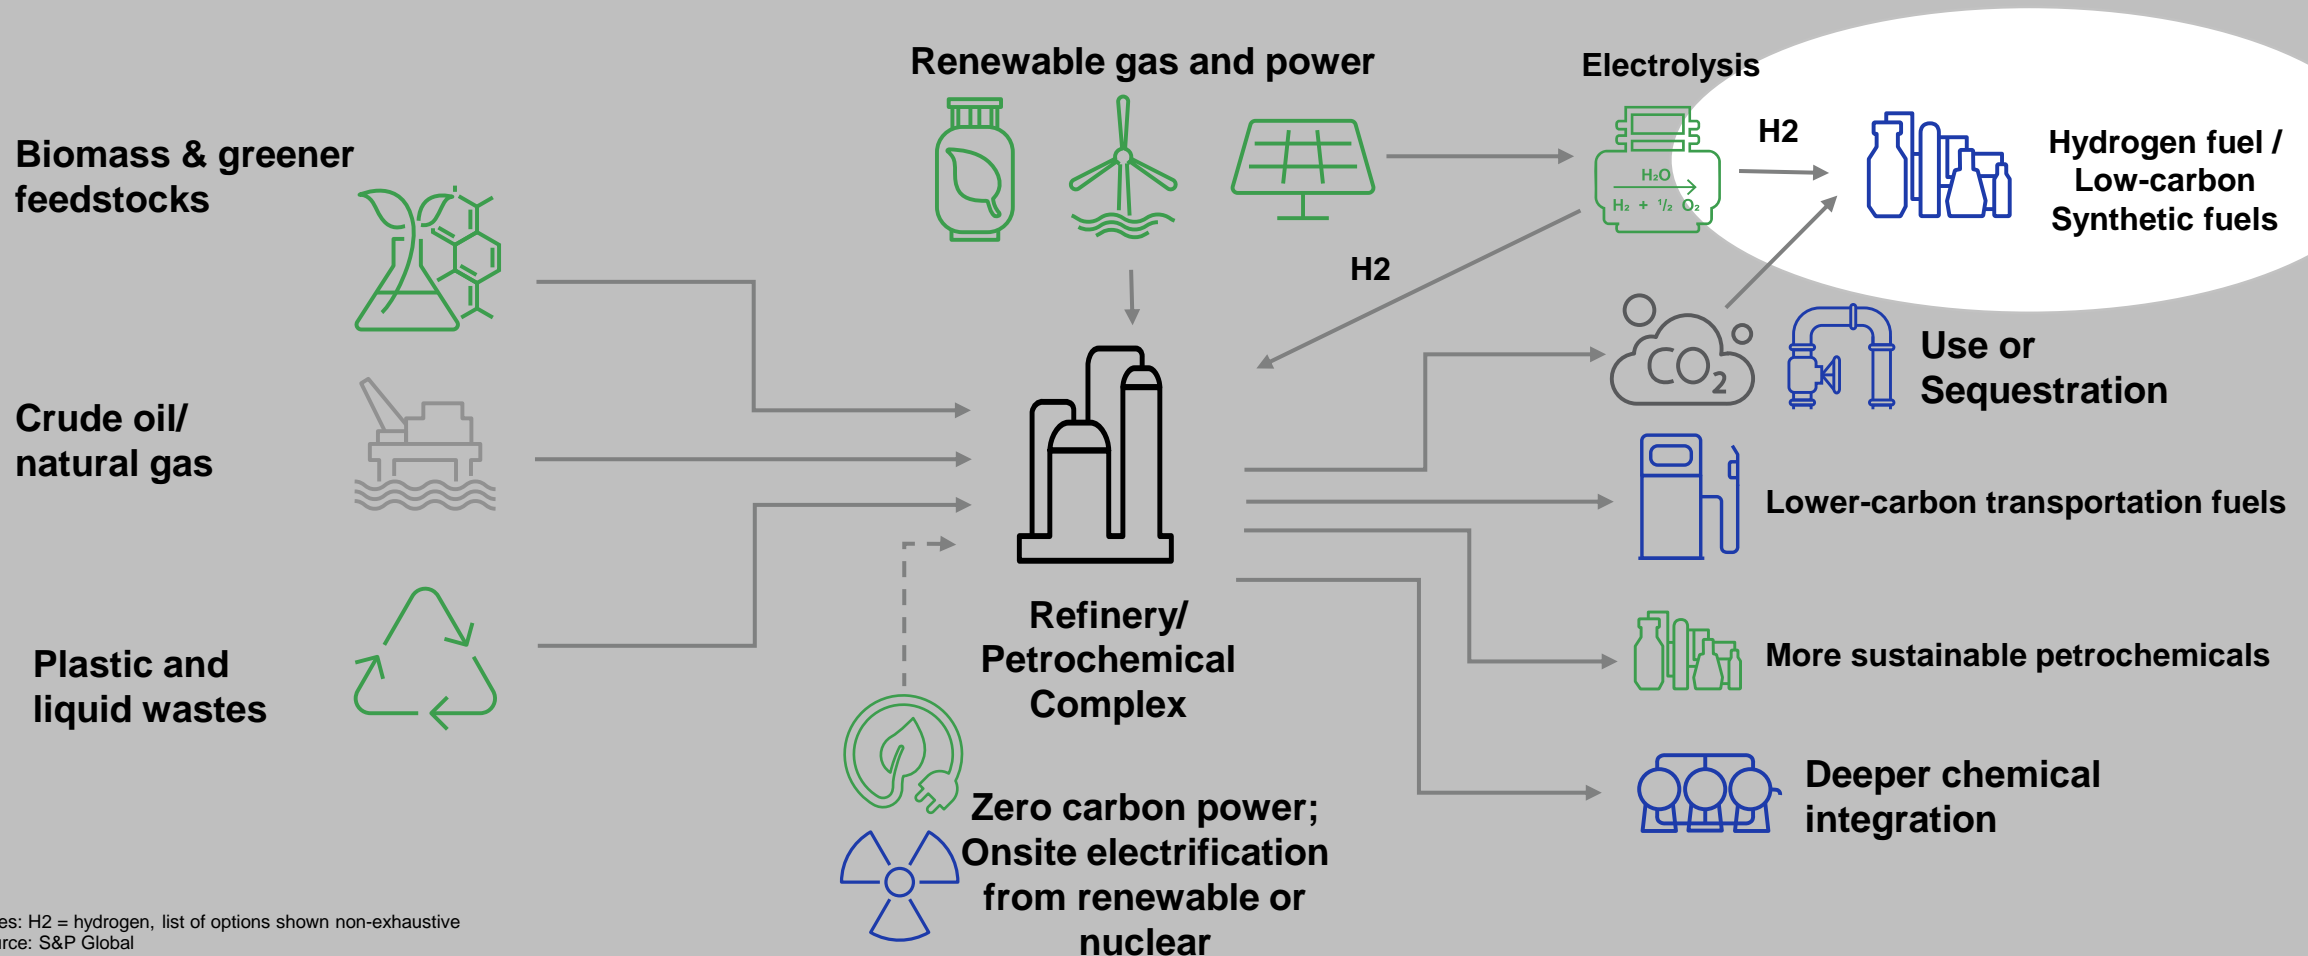 Renewable gas and power
Electrolysis
H2
Hydrogen fuel /
Low-carbon
Synthetic fuels
H₂O
H₂ + ¹/₂ O₂
Biomass & greener
feedstocks
H2
CO₂
Use or
Sequestration
Crude oil/
natural gas
Lower-carbon transportation fuels
Refinery/
Petrochemical
Complex
More sustainable petrochemicals
Plastic and
liquid wastes
Deeper chemical
integration
Zero carbon power;
Onsite electrification
from renewable or
nuclear
H2 = hydrogen, list of options shown non-exhaustive
S&P Global